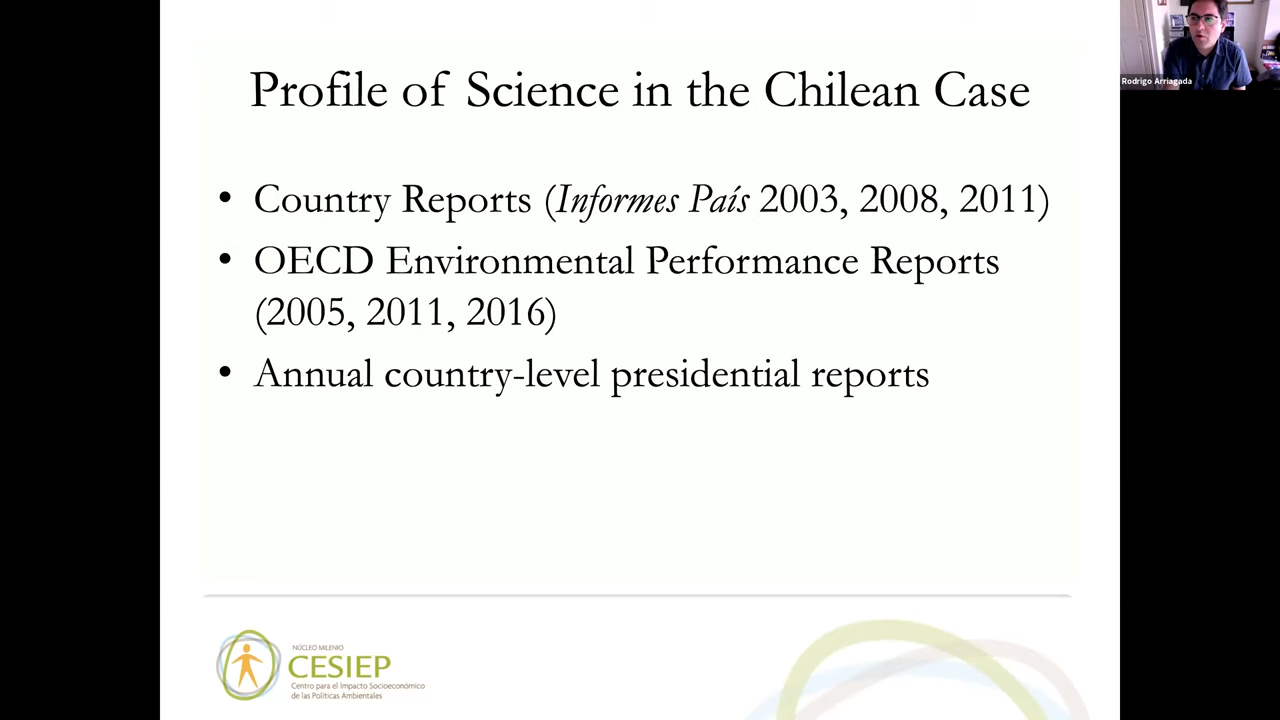 Profile of Science in the Chilean Case
• Country Reports (Informes País 2003, 2008, 2011)
• OECD Environmental Performance Reports
(2005, 2011, 2016)
• Annual country-level presidential reports
NÚCLEO MILENIO
CESIEP
Centro para el Impacto Socioeconómico
de las Políticas Ambientales
Rodrigo Arriagada